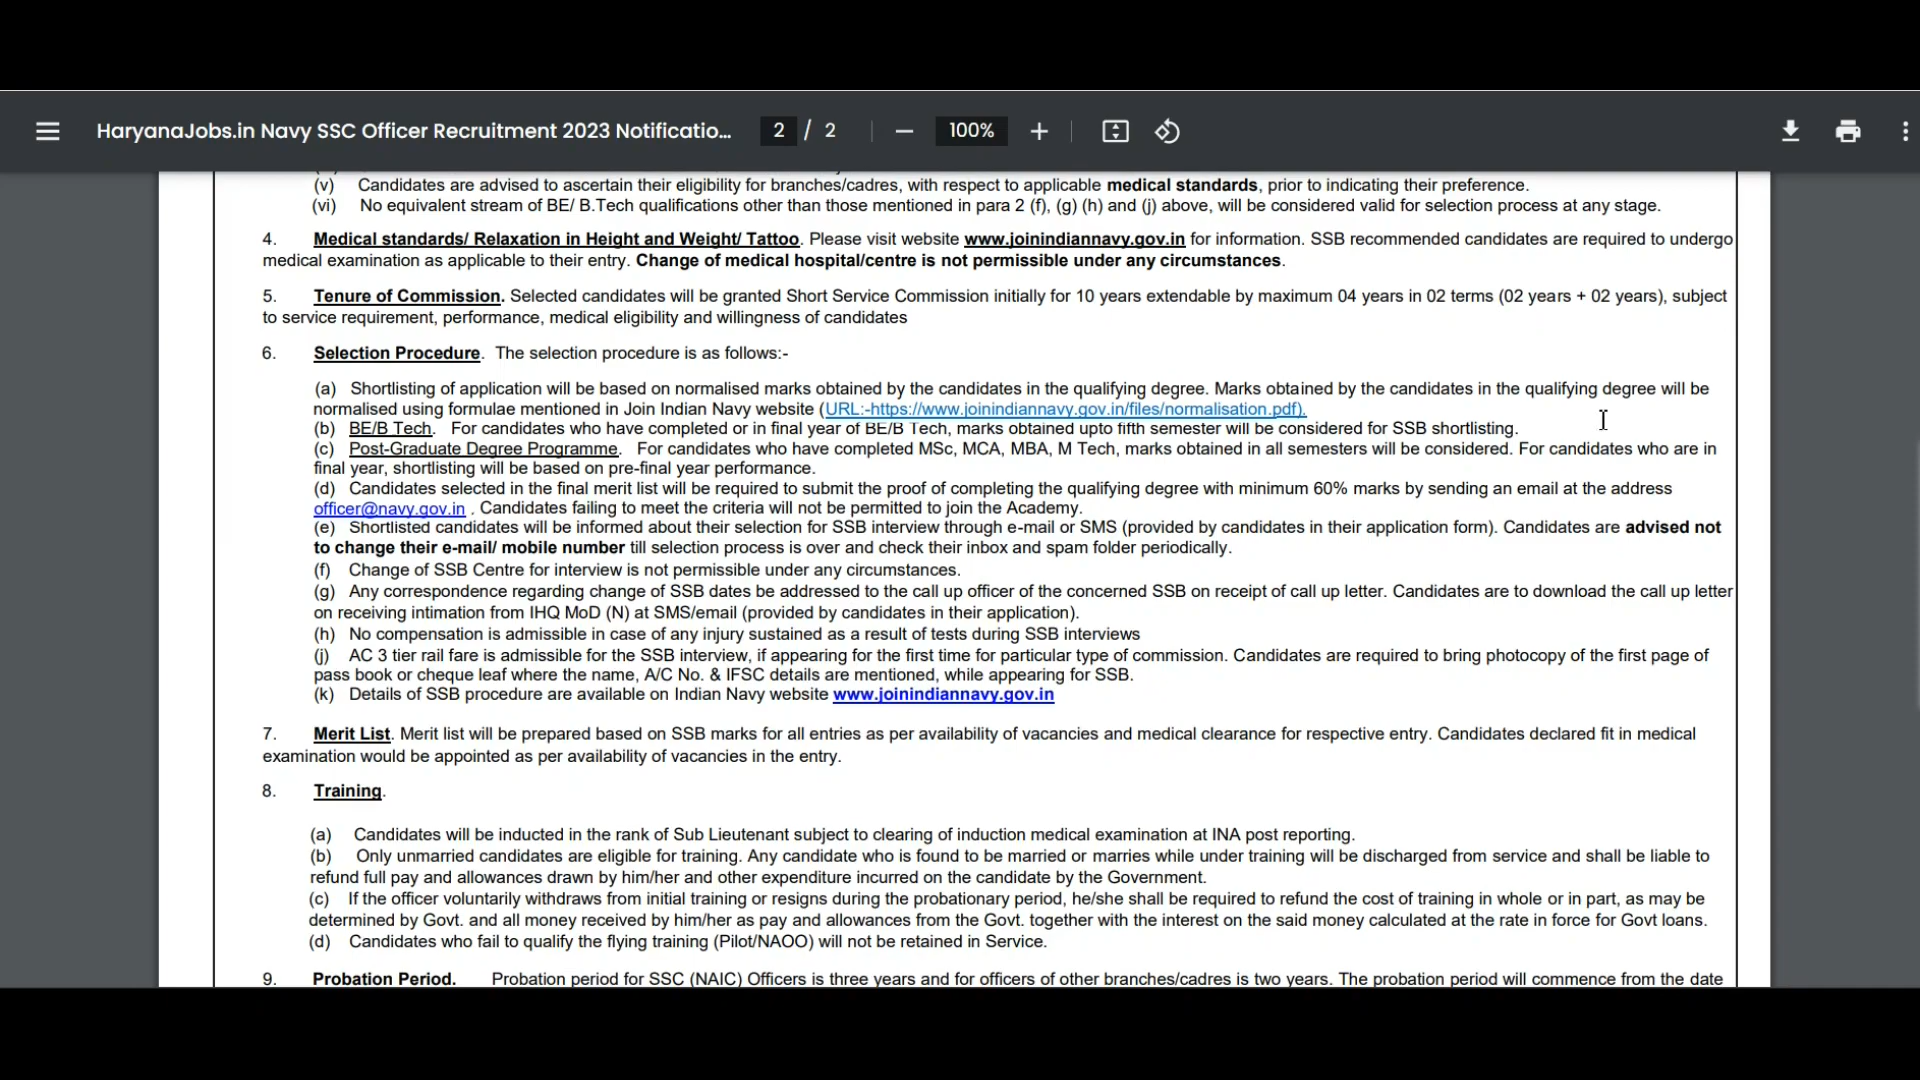 HaryanaJobs.in Navy SSC Officer Recruitment 2023 Notificatio... 2 / 2 100%
(v) Candidates are advised to ascertain their eligibility for branches/cadres, with respect to applicable medical standards, prior to indicating their preference.
(vi) No equivalent stream of BE/ B.Tech qualifications other than those mentioned in para 2 (f), (g) (h) and (j) above, will be considered valid for selection process at any stage.
4. Medical standards/ Relaxation in Height and Weight/ Tattoo. Please visit website www.joinindiannavy.gov.in for information. SSB recommended candidates are required to undergo
medical examination as applicable to their entry. Change of medical hospital/centre is not permissible under any circumstances.
5. Tenure of Commission. Selected candidates will be granted Short Service Commission initially for 10 years extendable by maximum 04 years in 02 terms (02 years + 02 years), subject
to service requirement, performance, medical eligibility and willingness of candidates
6. Selection Procedure. The selection procedure is as follows:-
(a) Shortlisting of application will be based on normalised marks obtained by the candidates in the qualifying degree. Marks obtained by the candidates in the qualifying degree will be
normalised using formulae mentioned in Join Indian Navy website (URL:-https://www.joinindiannavy.gov.in/files/normalisation.pdf).
(b) BE/B Tech. For candidates who have completed or in final year of BE/B Tech, marks obtained upto fifth semester will be considered for SSB shortlisting.
(c) Post-Graduate Degree Programme. For candidates who have completed MSc, MCA, MBA, M Tech, marks obtained in all semesters will be considered. For candidates who are in
final year, shortlisting will be based on pre-final year performance.
(d) Candidates selected in the final merit list will be required to submit the proof of completing the qualifying degree with minimum 60% marks by sending an email at the address
officer@navy.gov.in . Candidates failing to meet the criteria will not be permitted to join the Academy.
(e) Shortlisted candidates will be informed about their selection for SSB interview through e-mail or SMS (provided by candidates in their application form). Candidates are advised not
to change their e-mail/ mobile number till selection process is over and check their inbox and spam folder periodically.
(f) Change of SSB Centre for interview is not permissible under any circumstances.
(g) Any correspondence regarding change of SSB dates be addressed to the call up officer of the concerned SSB on receipt of call up letter. Candidates are to download the call up letter
on receiving intimation from IHQ MoD (N) at SMS/email (provided by candidates in their application).
(h) No compensation is admissible in case of any injury sustained as a result of tests during SSB interviews
(j) AC 3 tier rail fare is admissible for the SSB interview, if appearing for the first time for particular type of commission. Candidates are required to bring photocopy of the first page of
pass book or cheque leaf where the name, A/C No. & IFSC details are mentioned, while appearing for SSB.
(k) Details of SSB procedure are available on Indian Navy website www.joinindiannavy.gov.in
7. Merit List. Merit list will be prepared based on SSB marks for all entries as per availability of vacancies and medical clearance for respective entry. Candidates declared fit in medical
examination would be appointed as per availability of vacancies in the entry.
8. Training.
(a) Candidates will be inducted in the rank of Sub Lieutenant subject to clearing of induction medical examination at INA post reporting.
(b) Only unmarried candidates are eligible for training. Any candidate who is found to be married or marries while under training will be discharged from service and shall be liable to
refund full pay and allowances drawn by him/her and other expenditure incurred on the candidate by the Government.
(c) If the officer voluntarily withdraws from initial training or resigns during the probationary period, he/she shall be required to refund the cost of training in whole or in part, as may be
determined by Govt. and all money received by him/her as pay and allowances from the Govt. together with the interest on the said money calculated at the rate in force for Govt loans.
(d) Candidates who fail to qualify the flying training (Pilot/NAOO) will not be retained in Service.
9. Probation Period. Probation period for SSC (NAIC) Officers is three years and for officers of other branches/cadres is two years. The probation period will commence from the date